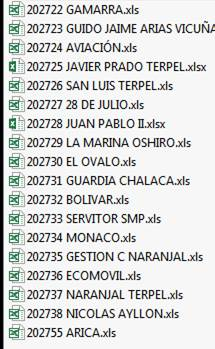 202722 GAMARRA.xls
202723 GUIDO JAIME ARIAS VICUÑA
202724 AVIACIÓN.xls
202725 JAVIER PRADO TERPEL.xlsx
202726 SAN LUIS TERPEL.xls
202727 28 DE JULIO.xls
202728 JUAN PABLO II.xlsx
202729 LA MARINA OSHIRO.xls
202730 EL OVALO.xls
202731 GUARDIA CHALACA.xls
202732 BOLIVAR.xls
202733 SERVITOR SMP.xls
202734 MONACO.xls
202735 GESTION C NARANJAL.xls
202736 ECOMOVIL.xls
202737 NARANJAL TERPEL.xls
202738 NICOLAS AYLLON.xls
202755 ARICA.xls